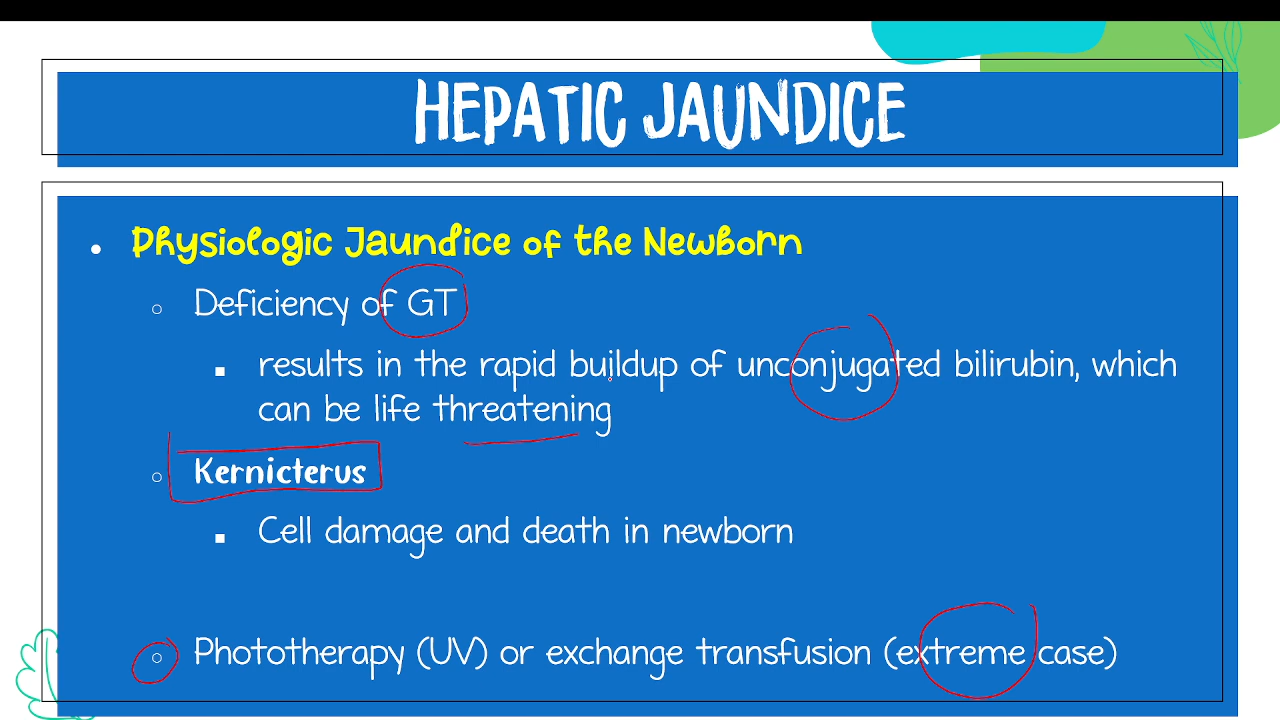 HEPATIC JAUNDICE
Physiologic Jaundice of the Newborn
Deficiency of GT
results in the rapid buildup of unconjugated bilirubin, which
can be life threatening
Kernicterus
Cell damage and death in newborn
Phototherapy (UV) or exchange transfusion (extreme case)